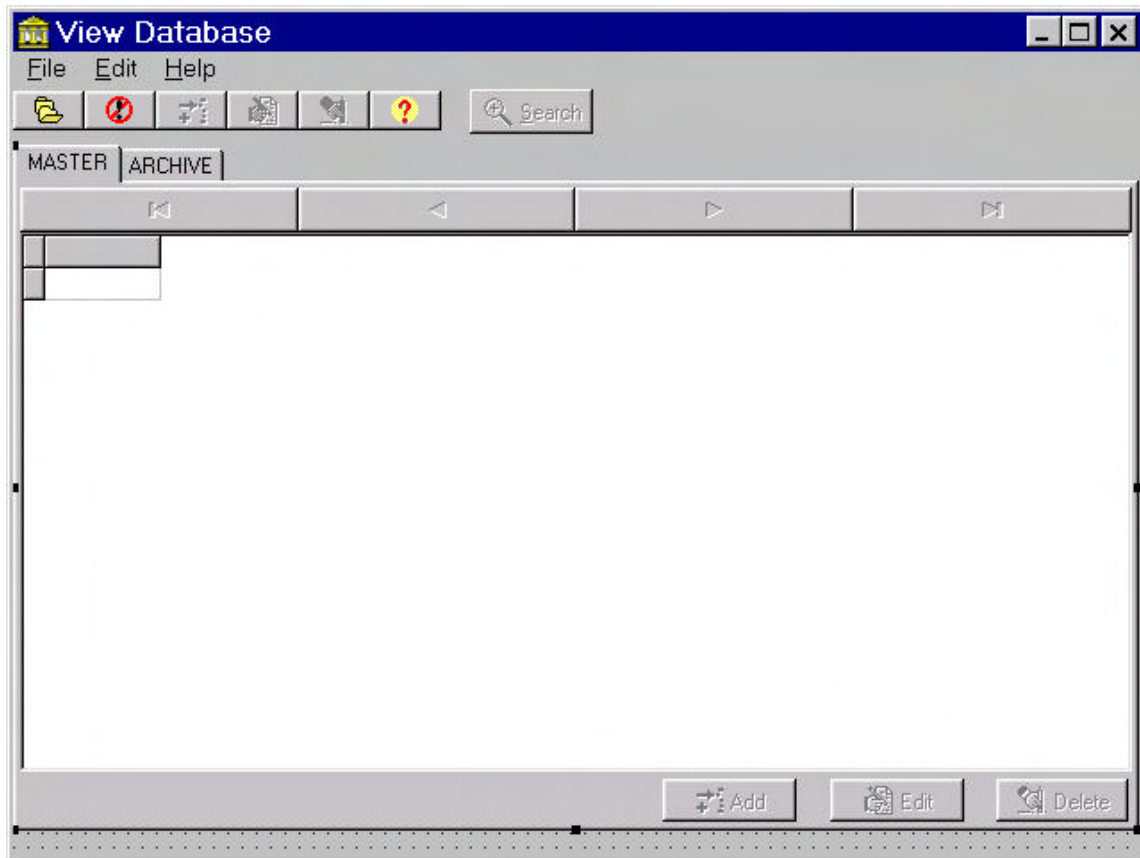 View Database
File Edit Help
Search
MASTER ARCHIVE
Add Edit Delete